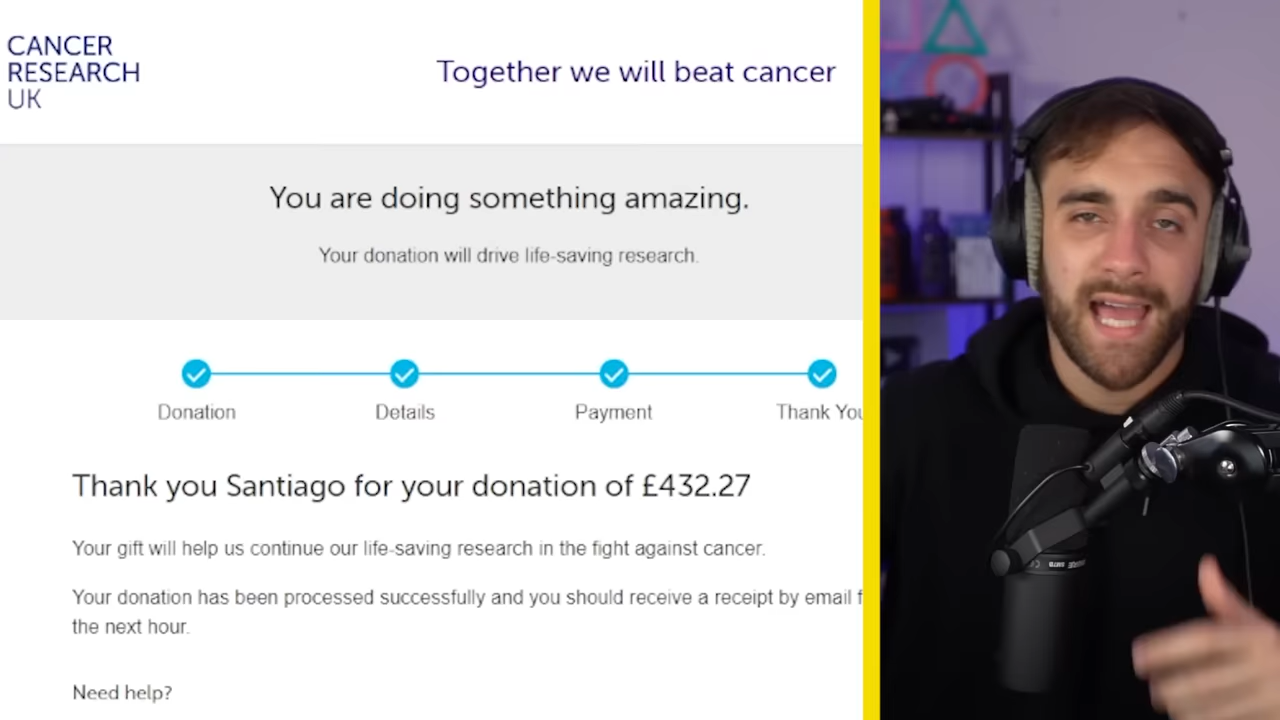 CANCER
RESEARCH
UK
Together we will beat cancer
You are doing something amazing.
Your donation will drive life-saving research.
Donation
Details
Payment
Thank You
Thank you Santiago for your donation of £432.27
Your gift will help us continue our life-saving research in the fight against cancer.
Your donation has been processed successfully and you should receive a receipt by email f
the next hour.
Need help?